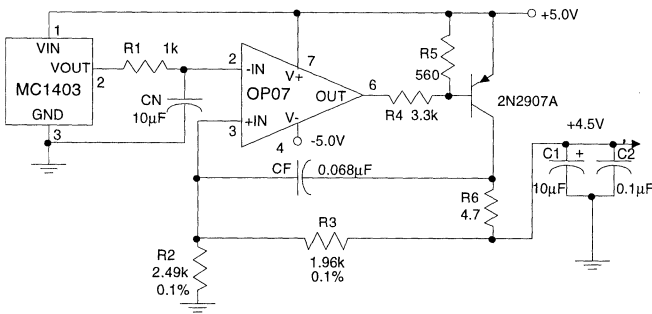 +5.0V
1
VIN
VOUT
MC1403
GND
2
3
R1 1k
CN
10µF
2
-IN
7
V+
OP07
OUT
6
+IN
3
V-
4
-5.0V
R5
560
R4 3.3k
2N2907A
CF
0.068µF
R6
4.7
R3
1.96k
0.1%
R2
2.49k
0.1%
+4.5V
C1
+
C2
10µF
0.1µF